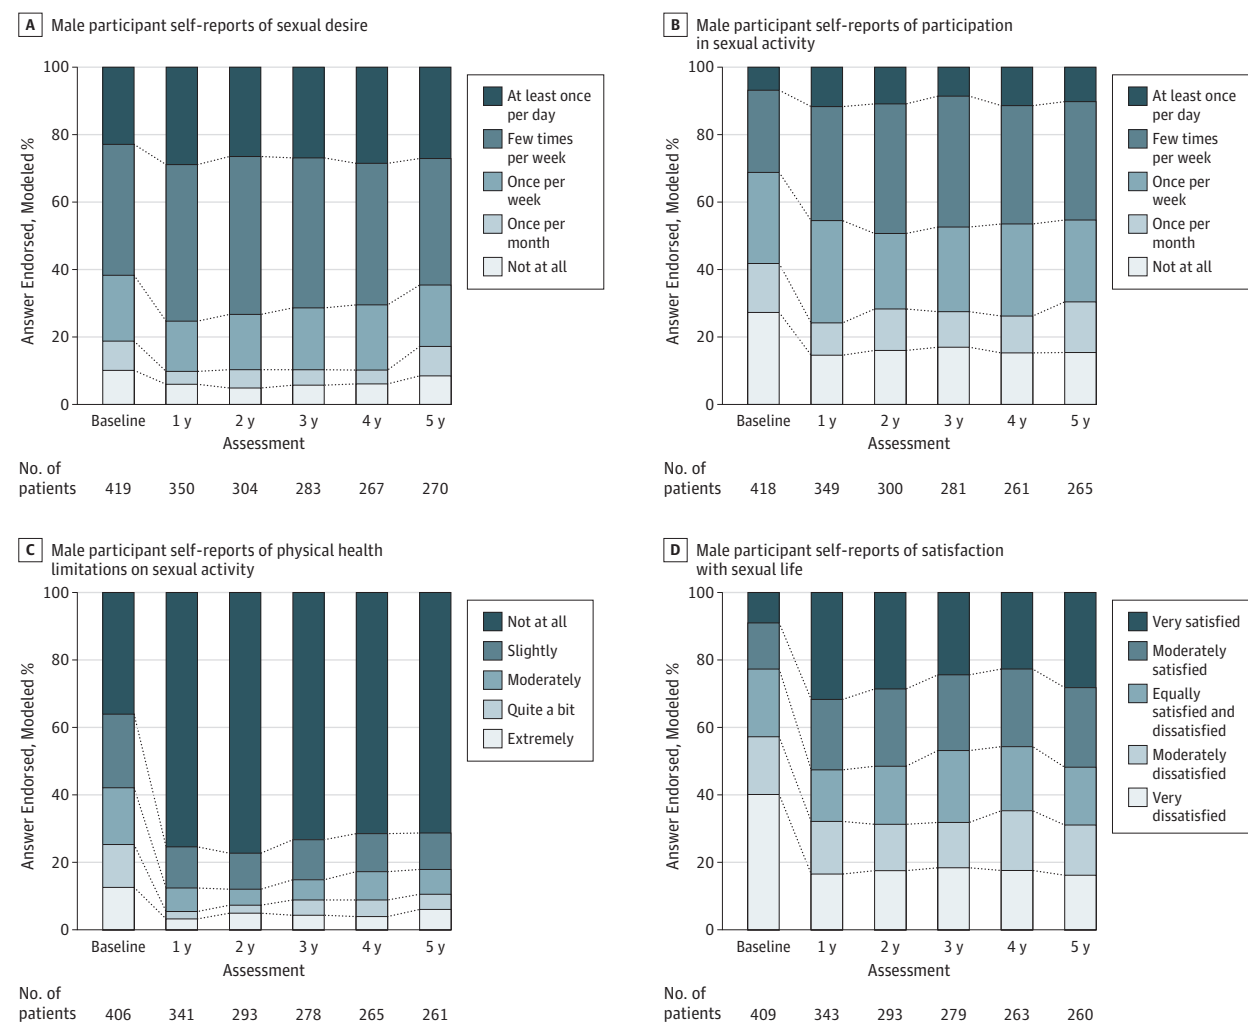 A Male participant self-reports of sexual desire
100
80
60
40
20
0
Answer Endorsed, Modeled %
Baseline 1 y 2 y 3 y 4 y 5 y
Assessment
No. of
patients 419 350 304 283 267 270
At least once
per day
Few times
per week
Once per
week
Once per
month
Not at all
B Male participant self-reports of participation
in sexual activity
100
80
60
40
20
0
Answer Endorsed, Modeled %
Baseline 1 y 2 y 3 y 4 y 5 y
Assessment
No. of
patients 418 349 300 281 261 265
At least once
per day
Few times
per week
Once per
week
Once per
month
Not at all
C Male participant self-reports of physical health
limitations on sexual activity
100
80
60
40
20
0
Answer Endorsed, Modeled %
Baseline 1 y 2 y 3 y 4 y 5 y
Assessment
No. of
patients 406 341 293 278 265 261
Not at all
Slightly
Moderately
Quite a bit
Extremely
D Male participant self-reports of satisfaction
with sexual life
100
80
60
40
20
0
Answer Endorsed, Modeled %
Baseline 1 y 2 y 3 y 4 y 5 y
Assessment
No. of
patients 409 343 293 279 263 260
Very satisfied
Moderately
satisfied
Equally
satisfied and
dissatisfied
Moderately
dissatisfied
Very
dissatisfied